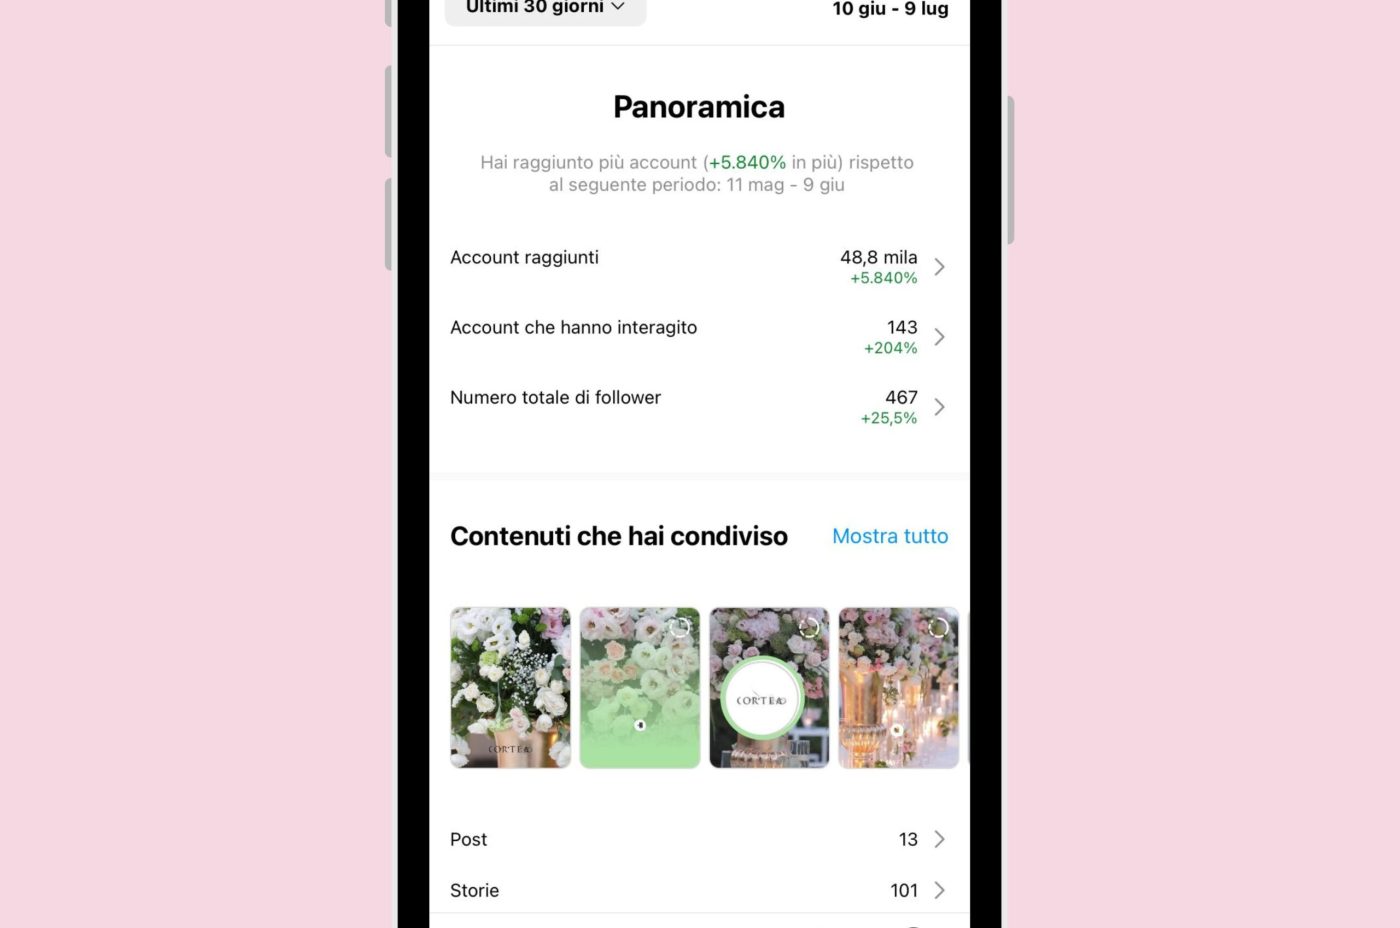 Ultimi 30 giorni
10 giu - 9 lug
Panoramica
Hai raggiunto più account (+5.840% in più) rispetto
al seguente periodo: 11 mag - 9 giu
Account raggiunti
48,8 mila
+5.840%
Account che hanno interagito
143
+204%
Numero totale di follower
467
+25,5%
Contenuti che hai condiviso
Mostra tutto
CORTEA
CORTEA
Post
13
Storie
101